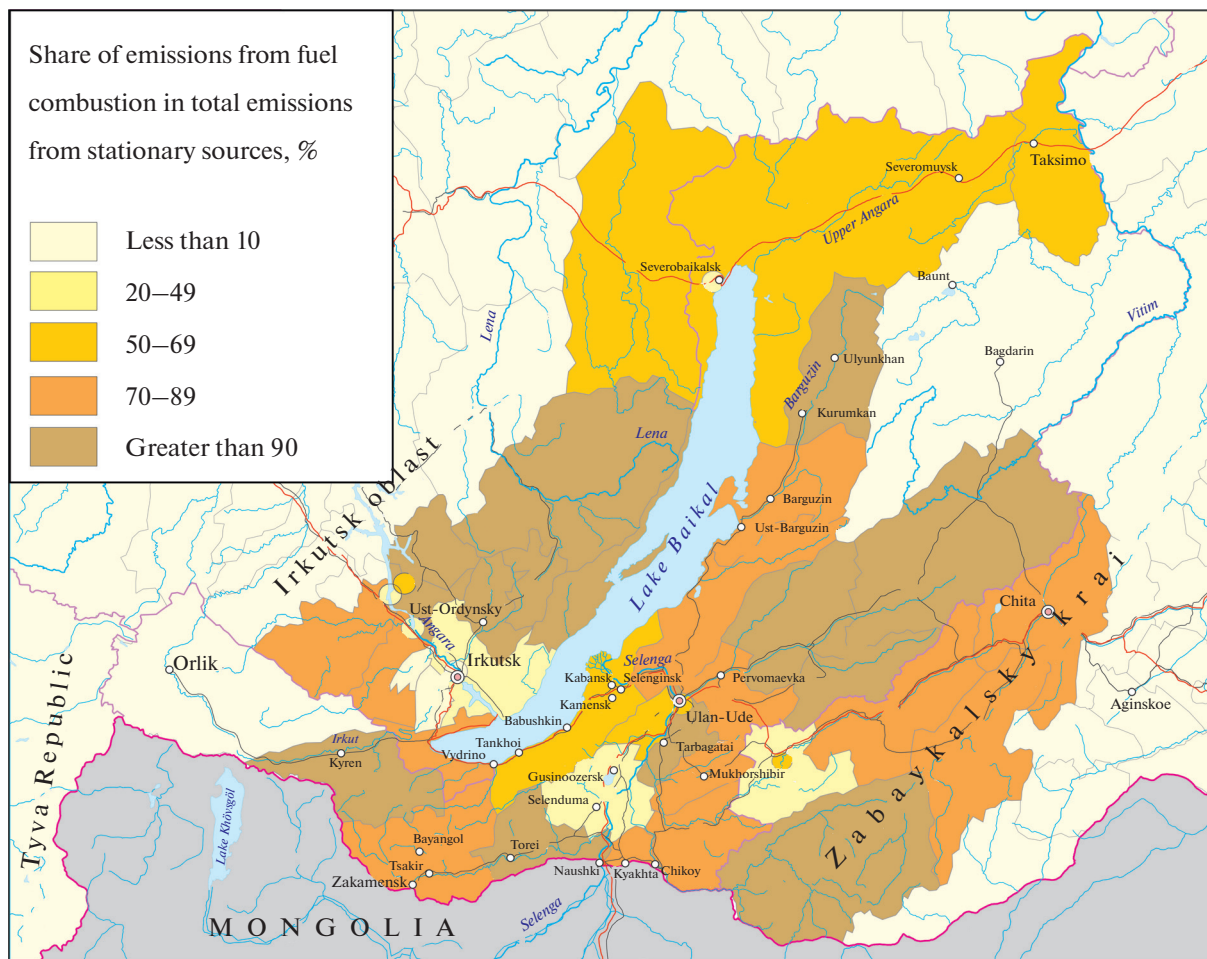 Share of emissions from fuel
combustion in total emissions
from stationary sources, %
Less than 10
20–49
50–69
70–89
Greater than 90
Taksimo
Severomuysk
Upper Angara
Severobaikalsk
Baunt
Vitim
Lena
Bagdarin
Ulyunkhan
Barguzin
Kurumkan
Lena
Irkutsk oblast
Lake Baikal
Barguzin
Ust-Barguzin
Ust-Ordynsky
Angara
Chita
Zabaykalsky krai
Orlik
Irkutsk
Selenga
Kabansk
Selenginsk
Kamensk
Pervomaevka
Aginskoe
Tyva Republic
Babushkin
Ulan-Ude
Irkut
Kyren
Tankhoi
Vydrino
Tarbagatai
Gusinoozersk
Mukhorshibir
Selenduma
Lake Khövsgöl
Bayangol
Torei
Tsakir
Zakamensk
Naushki
Kyakhta
Chikoy
MONGOLIA
Selenga